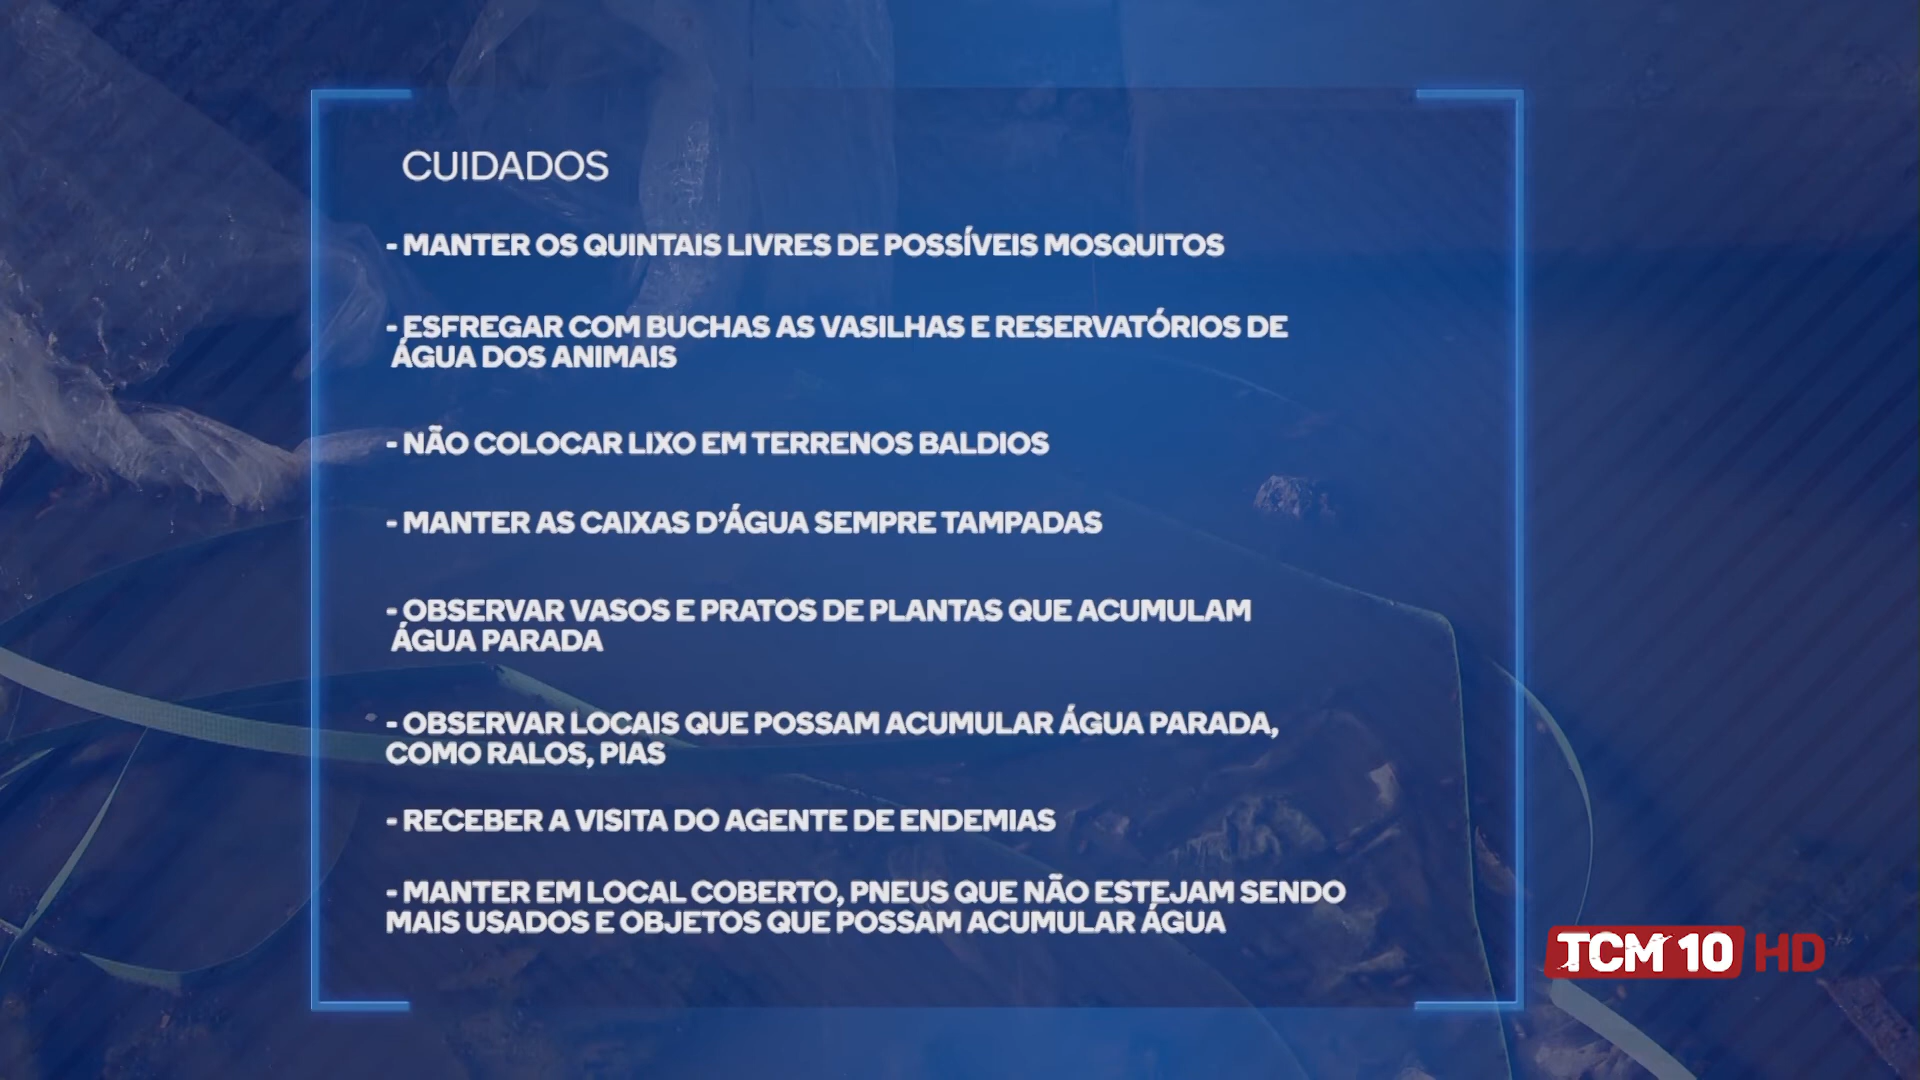 CUIDADOS
- MANTER OS QUINTAIS LIVRES DE POSSÍVEIS MOSQUITOS
- ESFREGAR COM BUCHAS AS VASILHAS E RESERVATÓRIOS DE
ÁGUA DOS ANIMAIS
- NÃO COLOCAR LIXO EM TERRENOS BALDIOS
- MANTER AS CAIXAS D’ÁGUA SEMPRE TAMPADAS
- OBSERVAR VASOS E PRATOS DE PLANTAS QUE ACUMULAM
ÁGUA PARADA
- OBSERVAR LOCAIS QUE POSSAM ACUMULAR ÁGUA PARADA,
COMO RALOS, PIAS
- RECEBER A VISITA DO AGENTE DE ENDEMIAS
- MANTER EM LOCAL COBERTO, PNEUS QUE NÃO ESTEJAM SENDO
MAIS USADOS E OBJETOS QUE POSSAM ACUMULAR ÁGUA
TCM 10 HD